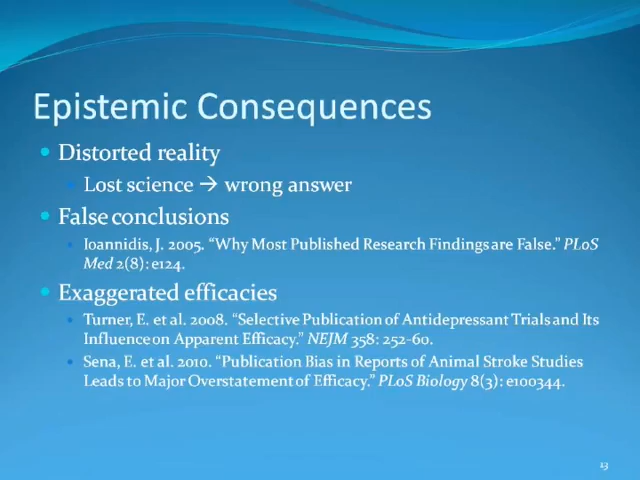 Epistemic Consequences
Distorted reality
Lost science → wrong answer
False conclusions
Ioannidis, J. 2005. “Why Most Published Research Findings are False.” PLoS
Med 2(8): e124.
Exaggerated efficacies
Turner, E. et al. 2008. “Selective Publication of Antidepressant Trials and Its
Influence on Apparent Efficacy.” NEJM 358: 252-60.
Sena, E. et al. 2010. “Publication Bias in Reports of Animal Stroke Studies
Leads to Major Overstatement of Efficacy.” PLoS Biology 8(3): e100344.
13